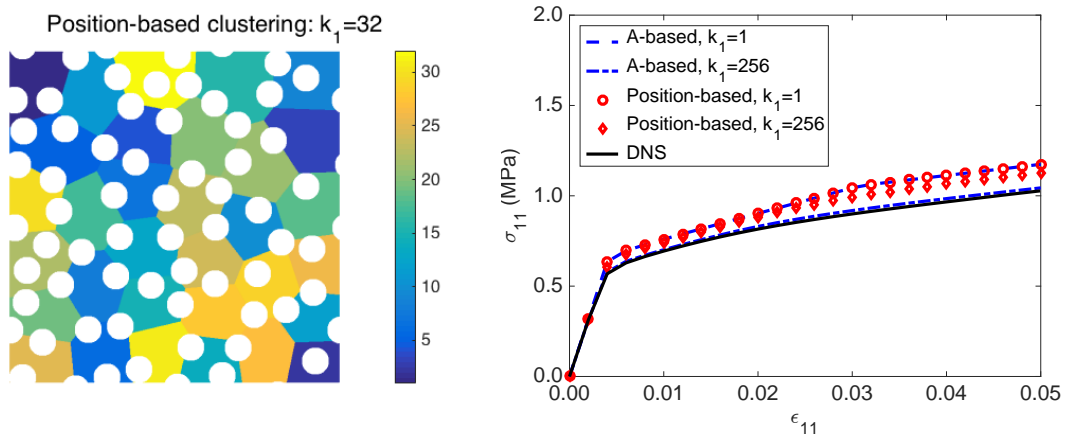 Position-based clustering: k1=32
30
25
20
15
10
5
2.0
1.5
1.0
0.5
0.0
σ11 (MPa)
A-based, k1=1
A-based, k1=256
Position-based, k1=1
Position-based, k1=256
DNS
0.00 0.01 0.02 0.03 0.04 0.05
ϵ11